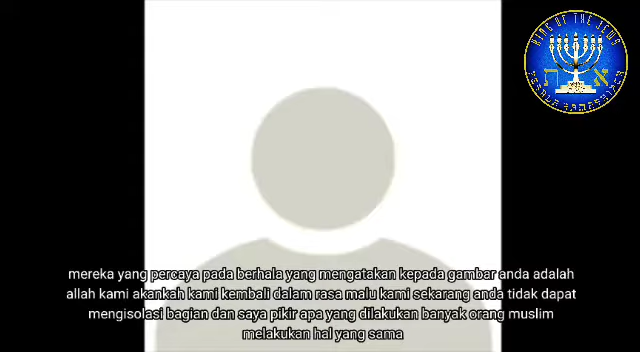 KING OF THE JEWS
YESHUA HAMASHIACH
ת א
mereka yang percaya pada berhala yang mengatakan kepada gambar anda adalah
allah kami akankah kami kembali dalam rasa malu kami sekarang anda tidak dapat
mengisolasi bagian dan saya pikir apa yang dilakukan banyak orang muslim
melakukan hal yang sama